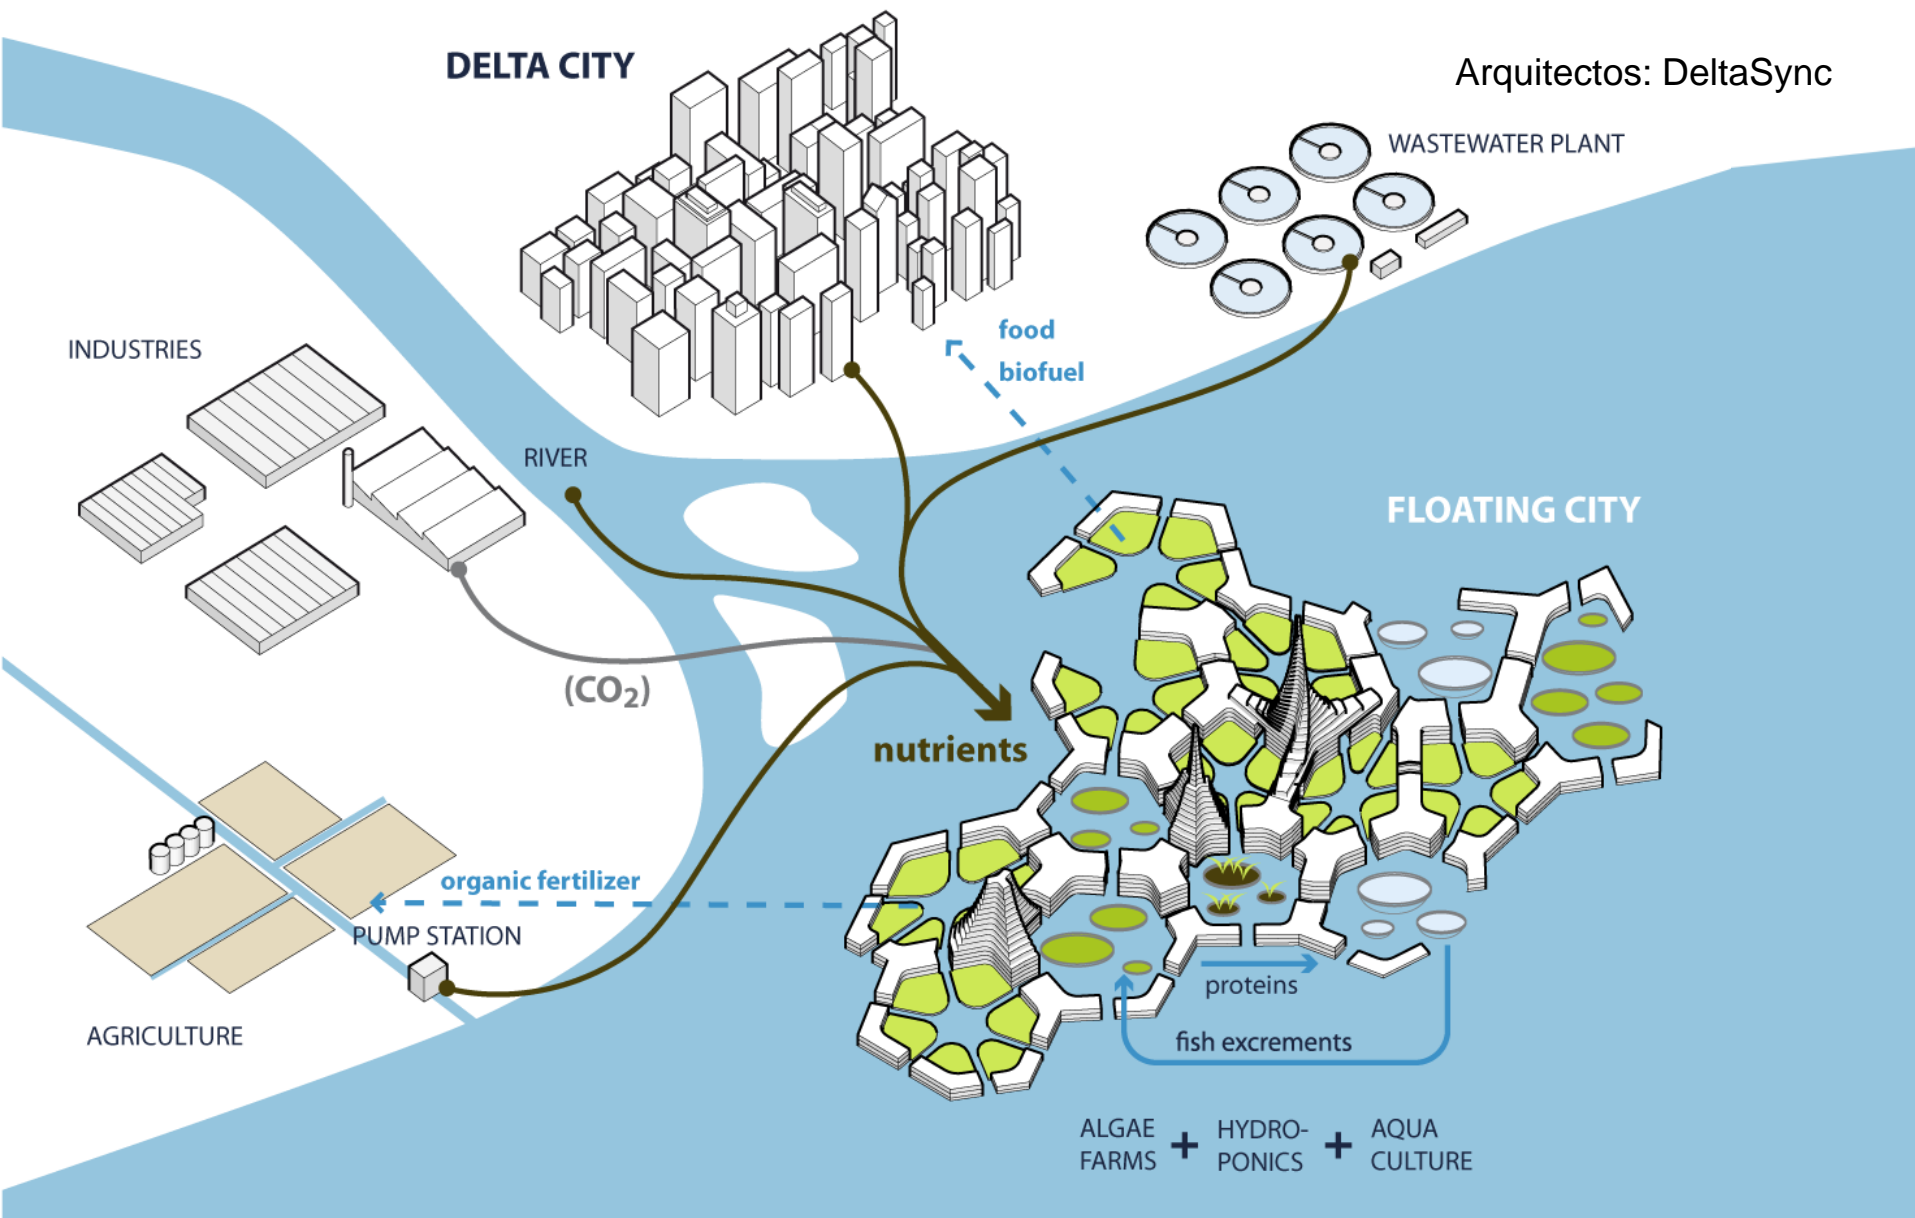 DELTA CITY
Arquitectos: DeltaSync
WASTEWATER PLANT
INDUSTRIES
food
biofuel
RIVER
FLOATING CITY
(CO₂)
nutrients
organic fertilizer
PUMP STATION
proteins
AGRICULTURE
fish excrements
ALGAE
FARMS
+
HYDRO-
PONICS
+
AQUA
CULTURE